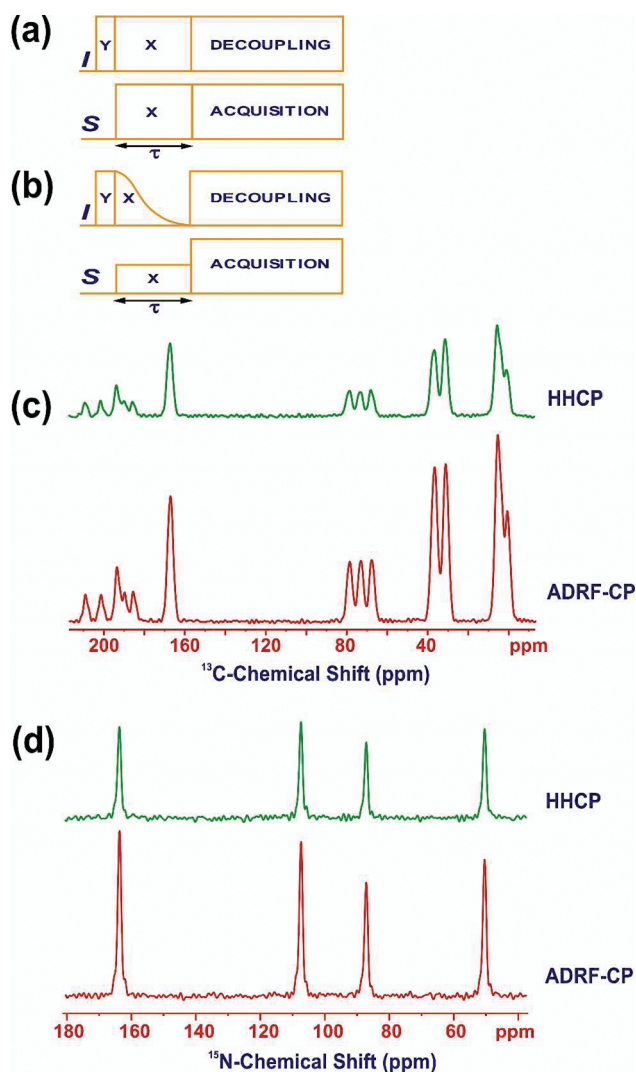 (a)
I Y X DECOUPLING
S X ACQUISITION
τ
(b)
I Y X DECOUPLING
S X ACQUISITION
τ
(c)
HHCP
ADRF-CP
200 160 120 80 40 ppm
¹³C-Chemical Shift (ppm)
(d)
HHCP
ADRF-CP
180 160 140 120 100 80 60 ppm
¹⁵N-Chemical Shift (ppm)